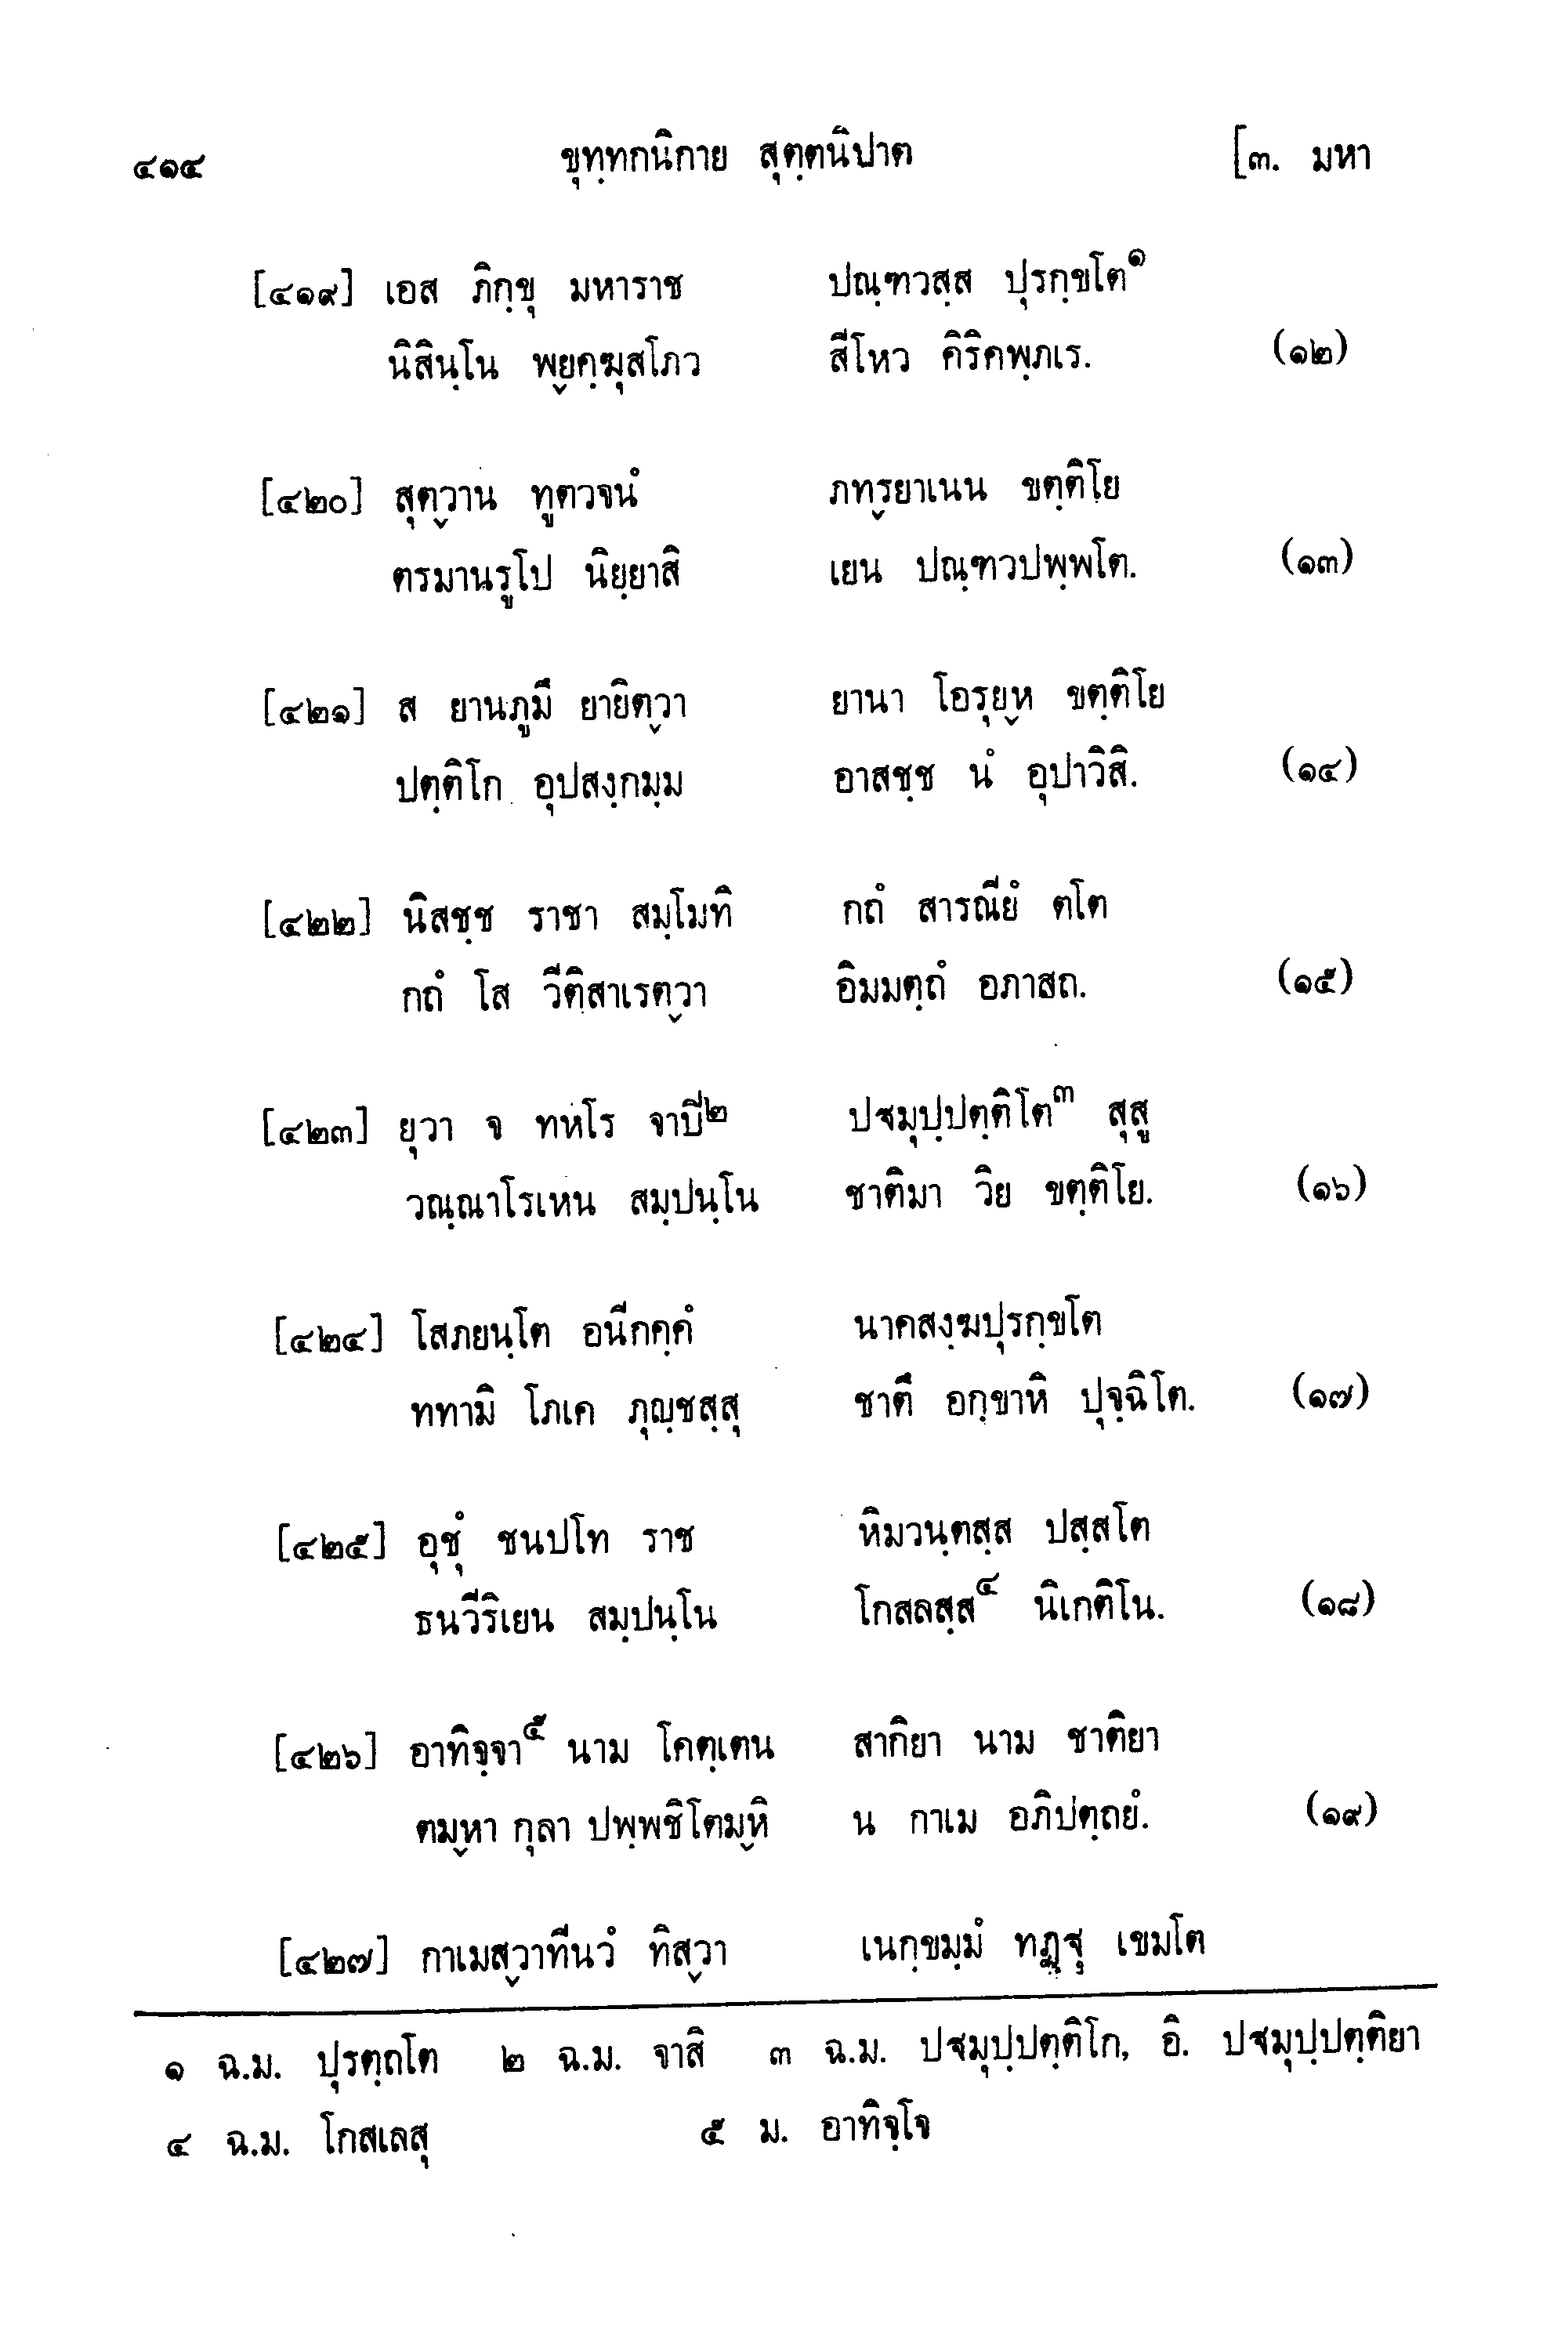 ๔๑๔ ขุทฺทกนิกาย สุตฺตนิปาต [๓. มหา
[๔๑๙] เอส ภิกฺขุ มหาราช ปณฺฑวสฺส ปุรกฺขโต๑
นิสินฺโน พฺยคฺฆุสโภว สีโหว คิริคพฺภเร. (๑๒)
[๔๒๐] สุตฺวาน ทูตวจนํ ภทฺรยาเนน ขตฺติโย
ตรมานรูโป นิยฺยาสิ เยน ปณฺฑวปพฺพโต. (๑๓)
[๔๒๑] ส ยานภูมึ ยายิตฺวา ยานา โอรุยฺห ขตฺติโย
ปตฺติโก อุปสงฺกมฺม อาสชฺช นํ อุปาวิสิ. (๑๔)
[๔๒๒] นิสชฺช ราชา สมฺโมทิ กถํ สารณียํ ตโต
กถํ โส วีติสาเรตฺวา อิมมตฺถํ อภาสถ. (๑๕)
[๔๒๓] ยุวา จ ทหโร จาปิ๒ ปฐมุปฺปตฺติโต๓ สุสู
วณฺณาโรเหน สมฺปนฺโน ชาติมา วิย ขตฺติโย. (๑๖)
[๔๒๔] โสภยนฺโต อนีกคฺคํ นาคสงฺฆปุรกฺขโต
ททามิ โภเค ภุญฺชสฺสุ ชาตึ อกฺขาหิ ปุจฺฉิโต. (๑๗)
[๔๒๕] อุชุํ ชนปโท ราช หิมวนฺตสฺส ปสฺสโต
ธนวีริเยน สมฺปนฺโน โกสลสฺส๔ นิเกติโน. (๑๘)
[๔๒๖] อาทิจฺจา๕ นาม โคตฺเตน สากิยา นาม ชาติยา
ตมฺหา กุลา ปพฺพชิโตมฺหิ น กาเม อภิปตฺถยํ. (๑๙)
[๔๒๗] กาเมสฺวาทีนวํ ทิสฺวา เนกฺขมฺมํ ทฏฺฐุ เขมโต
๑ ฉ.ม. ปุรตฺถโต ๒ ฉ.ม. จาสิ ๓ ฉ.ม. ปฐมุปฺปตฺติโก, อิ. ปฐมุปฺปตฺติยา
๔ ฉ.ม. โกสเลสุ ๕ ม. อาทิจฺโจ